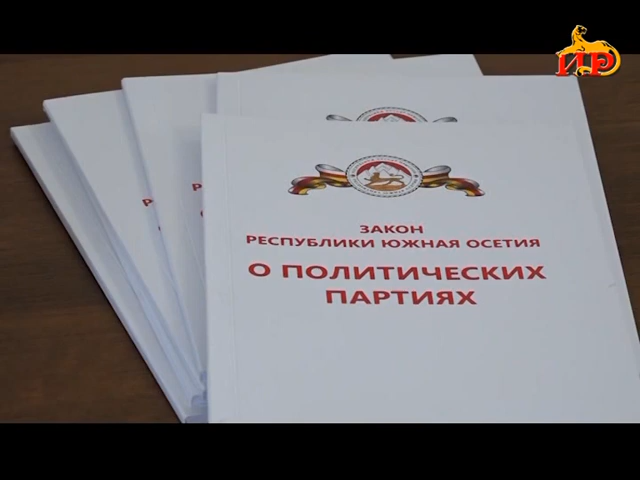 ИР
ЗАКОН
РЕСПУБЛИКИ ЮЖНАЯ ОСЕТИЯ
О ПОЛИТИЧЕСКИХ
ПАРТИЯХ